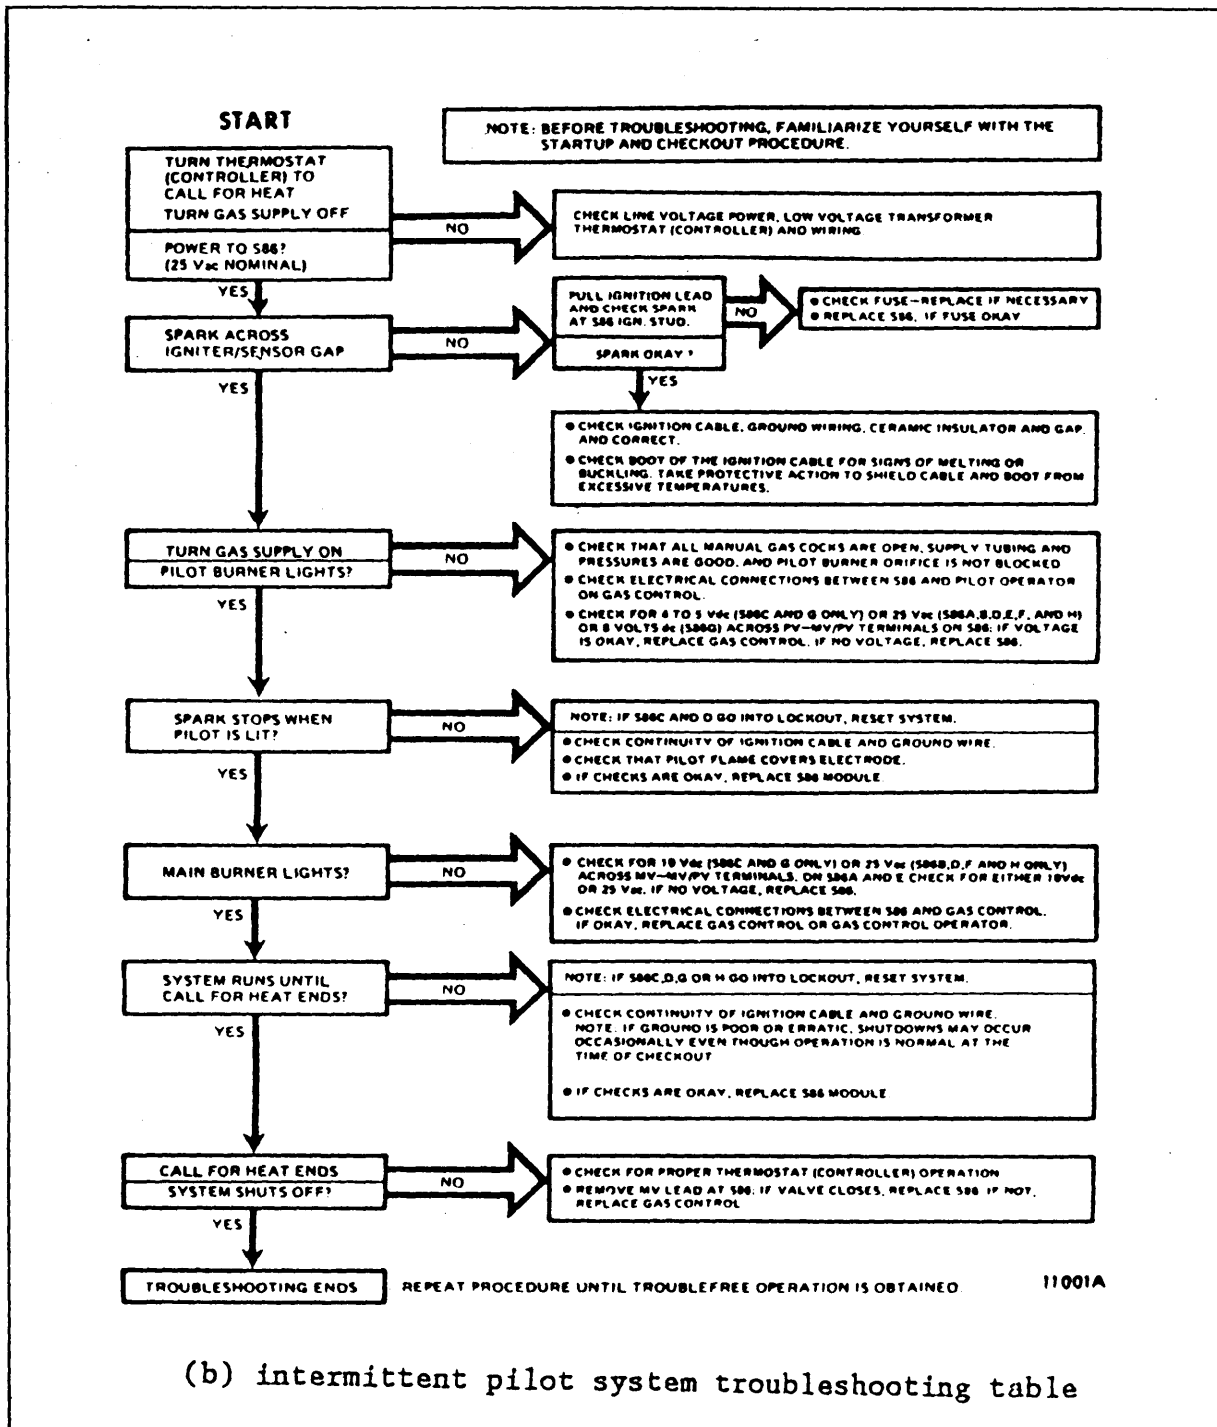 START
NOTE: BEFORE TROUBLESHOOTING, FAMILIARIZE YOURSELF WITH THE
STARTUP AND CHECKOUT PROCEDURE.
TURN THERMOSTAT
(CONTROLLER) TO
CALL FOR HEAT
TURN GAS SUPPLY OFF
POWER TO S86?
(25 Vac NOMINAL)
NO
CHECK LINE VOLTAGE POWER, LOW VOLTAGE TRANSFORMER
THERMOSTAT (CONTROLLER) AND WIRING
YES
SPARK ACROSS
IGNITER/SENSOR GAP
NO
PULL IGNITION LEAD
AND CHECK SPARK
AT S86 IGN. STUD.
SPARK OKAY?
NO
● CHECK FUSE—REPLACE IF NECESSARY
● REPLACE S86, IF FUSE OKAY
YES
YES
● CHECK IGNITION CABLE, GROUND WIRING, CERAMIC INSULATOR AND GAP.
AND CORRECT.
● CHECK BOOT OF THE IGNITION CABLE FOR SIGNS OF MELTING OR
BUCKLING. TAKE PROTECTIVE ACTION TO SHIELD CABLE AND BOOT FROM
EXCESSIVE TEMPERATURES.
TURN GAS SUPPLY ON
PILOT BURNER LIGHTS?
NO
● CHECK THAT ALL MANUAL GAS COCKS ARE OPEN, SUPPLY TUBING AND
PRESSURES ARE GOOD, AND PILOT BURNER ORIFICE IS NOT BLOCKED
● CHECK ELECTRICAL CONNECTIONS BETWEEN S86 AND PILOT OPERATOR
ON GAS CONTROL.
● CHECK FOR 4 TO 5 Vdc (S86C AND G ONLY) OR 25 Vac (S86A,B,D,E,F, AND H)
OR 8 VOLTS dc (S86G) ACROSS PV—MV/PV TERMINALS ON S86; IF VOLTAGE
IS OKAY, REPLACE GAS CONTROL. IF NO VOLTAGE, REPLACE S86.
YES
SPARK STOPS WHEN
PILOT IS LIT?
NO
NOTE: IF S86C AND D GO INTO LOCKOUT, RESET SYSTEM.
● CHECK CONTINUITY OF IGNITION CABLE AND GROUND WIRE.
● CHECK THAT PILOT FLAME COVERS ELECTRODE.
● IF CHECKS ARE OKAY, REPLACE S86 MODULE.
YES
MAIN BURNER LIGHTS?
NO
● CHECK FOR 10 Vdc (S86C AND G ONLY) OR 25 Vac (S86B,D,F AND H ONLY)
ACROSS MV—MV/PV TERMINALS. ON S86A AND E CHECK FOR EITHER 10Vdc
OR 25 Vac. IF NO VOLTAGE, REPLACE S86.
● CHECK ELECTRICAL CONNECTIONS BETWEEN S86 AND GAS CONTROL.
IF OKAY, REPLACE GAS CONTROL OR GAS CONTROL OPERATOR.
YES
SYSTEM RUNS UNTIL
CALL FOR HEAT ENDS?
NO
NOTE: IF S86C,D,G OR H GO INTO LOCKOUT, RESET SYSTEM.
● CHECK CONTINUITY OF IGNITION CABLE AND GROUND WIRE.
NOTE. IF GROUND IS POOR OR ERRATIC, SHUTDOWNS MAY OCCUR
OCCASIONALLY EVEN THOUGH OPERATION IS NORMAL AT THE
TIME OF CHECKOUT
● IF CHECKS ARE OKAY, REPLACE S86 MODULE
YES
CALL FOR HEAT ENDS
SYSTEM SHUTS OFF?
NO
● CHECK FOR PROPER THERMOSTAT (CONTROLLER) OPERATION
● REMOVE MV LEAD AT S86; IF VALVE CLOSES, REPLACE S86. IF NOT,
REPLACE GAS CONTROL
YES
TROUBLESHOOTING ENDS
REPEAT PROCEDURE UNTIL TROUBLEFREE OPERATION IS OBTAINED
11001A
(b) intermittent pilot system troubleshooting table